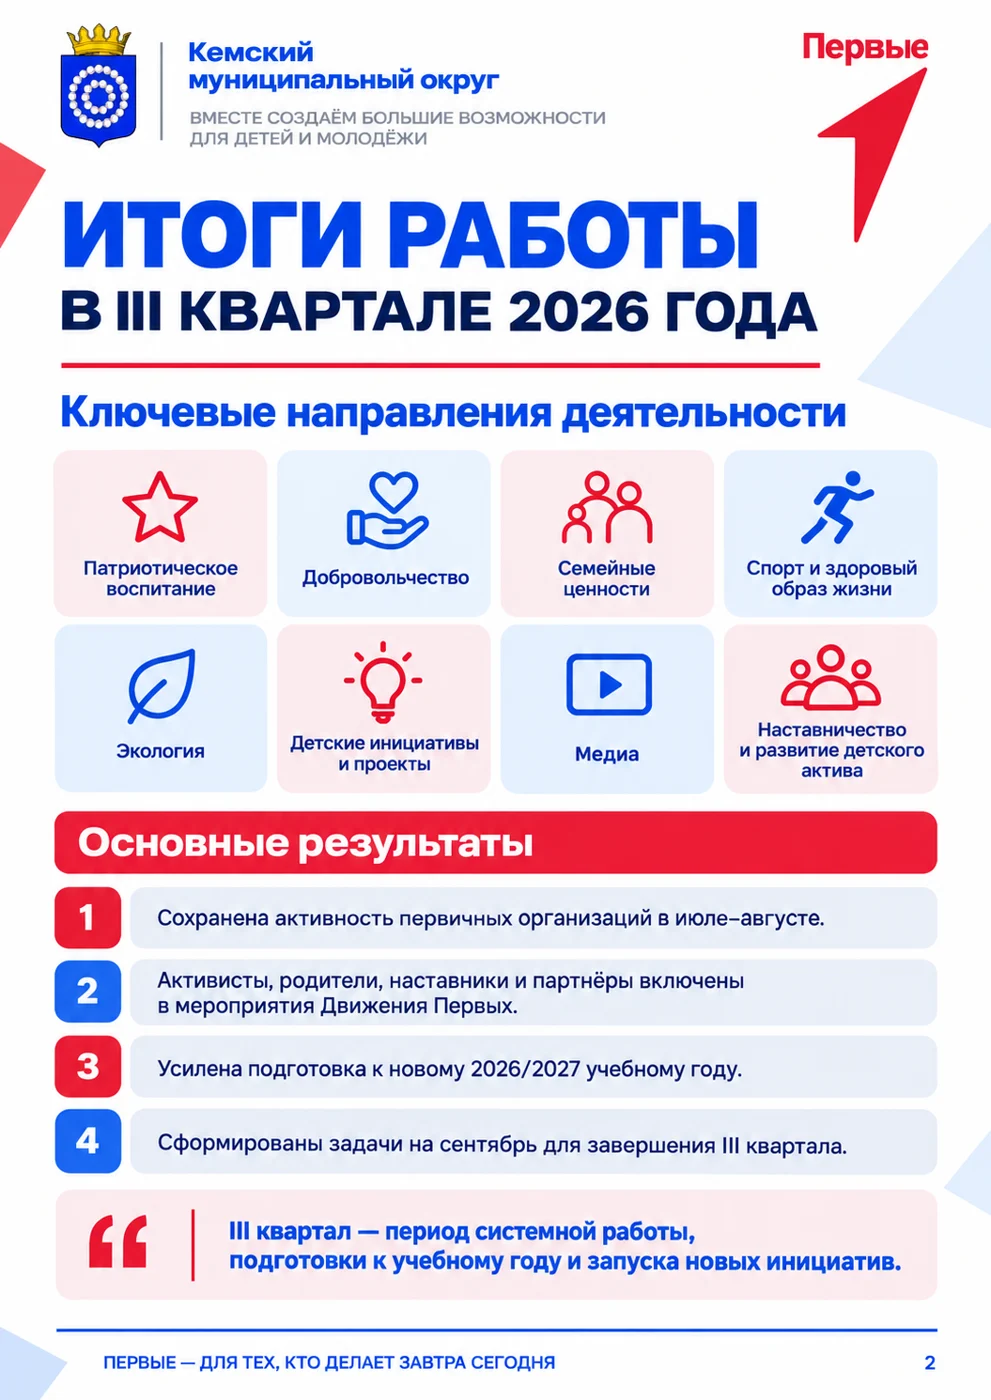 Кемский
муниципальный округ
ВМЕСТЕ СОЗДАЁМ БОЛЬШИЕ ВОЗМОЖНОСТИ
ДЛЯ ДЕТЕЙ И МОЛОДЁЖИ
Первые
ИТОГИ РАБОТЫ
В III КВАРТАЛЕ 2026 ГОДА
Ключевые направления деятельности
Патриотическое
воспитание
Добровольчество
Семейные
ценности
Спорт и здоровый
образ жизни
Экология
Детские инициативы
и проекты
Медиа
Наставничество
и развитие детского
актива
Основные результаты
1
Сохранена активность первичных организаций в июле–августе.
2
Активисты, родители, наставники и партнёры включены
в мероприятия Движения Первых.
3
Усилена подготовка к новому 2026/2027 учебному году.
4
Сформированы задачи на сентябрь для завершения III квартала.
“
III квартал — период системной работы,
подготовки к учебному году и запуска новых инициатив.
ПЕРВЫЕ — ДЛЯ ТЕХ, КТО ДЕЛАЕТ ЗАВТРА СЕГОДНЯ
2